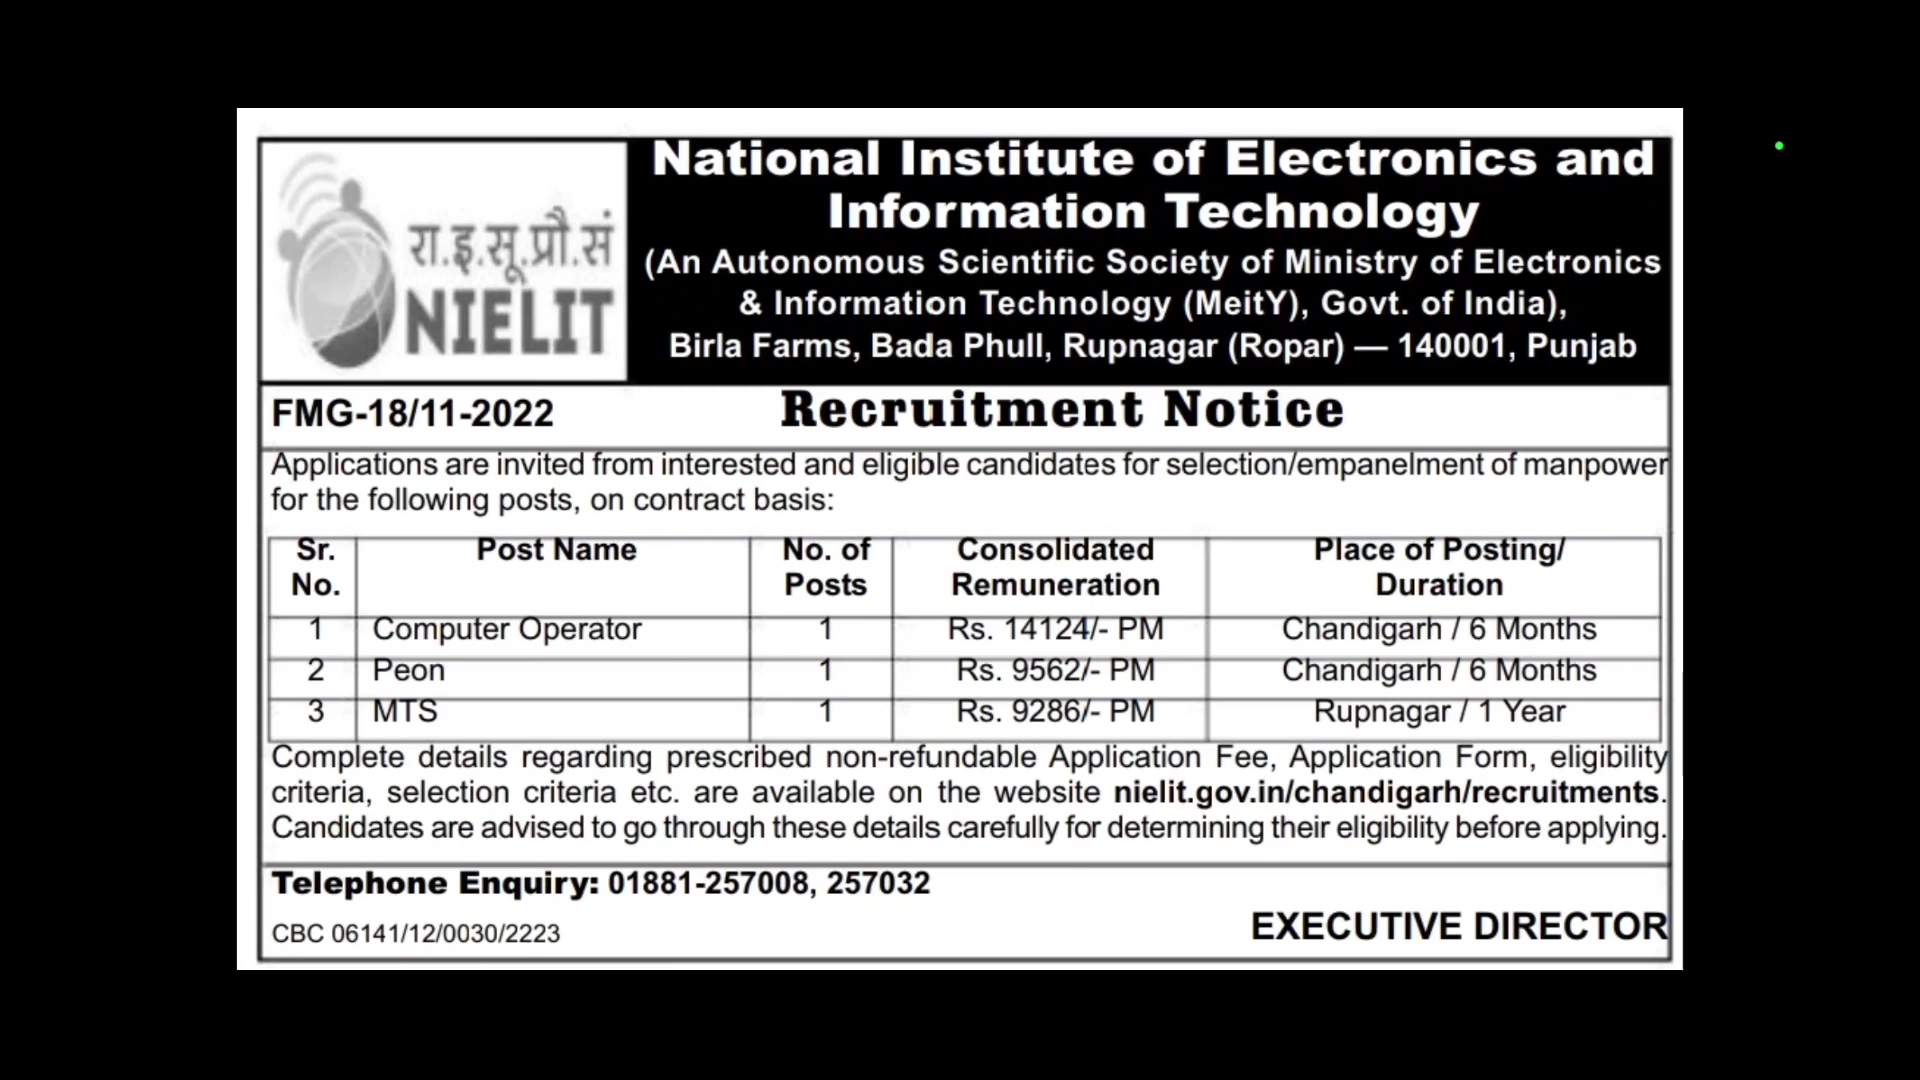 रा.इ.सू.प्रौ.सं
NIELIT
National Institute of Electronics and
Information Technology
(An Autonomous Scientific Society of Ministry of Electronics
& Information Technology (MeitY), Govt. of India),
Birla Farms, Bada Phull, Rupnagar (Ropar) — 140001, Punjab
FMG-18/11-2022 Recruitment Notice
Applications are invited from interested and eligible candidates for selection/empanelment of manpower
for the following posts, on contract basis:
Sr. Post Name No. of Consolidated Place of Posting/
No. Posts Remuneration Duration
1 Computer Operator 1 Rs. 14124/- PM Chandigarh / 6 Months
2 Peon 1 Rs. 9562/- PM Chandigarh / 6 Months
3 MTS 1 Rs. 9286/- PM Rupnagar / 1 Year
Complete details regarding prescribed non-refundable Application Fee, Application Form, eligibility
criteria, selection criteria etc. are available on the website nielit.gov.in/chandigarh/recruitments.
Candidates are advised to go through these details carefully for determining their eligibility before applying.
Telephone Enquiry: 01881-257008, 257032
CBC 06141/12/0030/2223 EXECUTIVE DIRECTOR